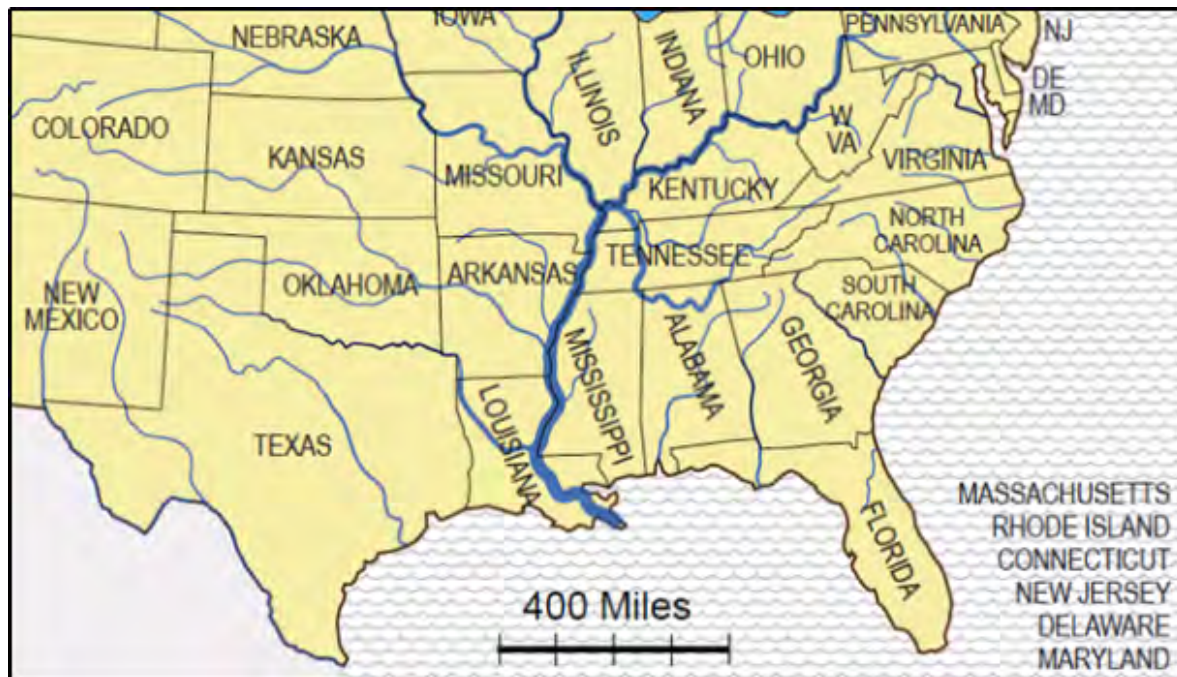 IOWA
PENNSYLVANIA
NJ
NEBRASKA
ILLINOIS
INDIANA
OHIO
DE
MD
COLORADO
KANSAS
MISSOURI
KENTUCKY
W
VA
VIRGINIA
NORTH
CAROLINA
TENNESSEE
OKLAHOMA
ARKANSAS
NEW
MEXICO
SOUTH
CAROLINA
MISSISSIPPI
ALABAMA
GEORGIA
TEXAS
LOUISIANA
FLORIDA
MASSACHUSETTS
RHODE ISLAND
CONNECTICUT
NEW JERSEY
DELAWARE
MARYLAND
400 Miles